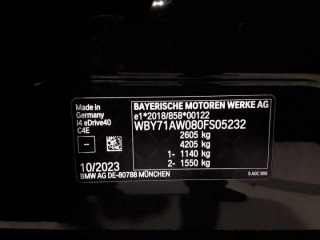 Made in
Germany
i4 eDrive40
C4E
--
10/2023
BMW AG DE-80788 MÜNCHEN
BAYERISCHE MOTOREN WERKE AG
e1*2018/858*00122
WBY71AW080FS05232
2605 kg
4205 kg
1- 1140 kg
2- 1550 kg